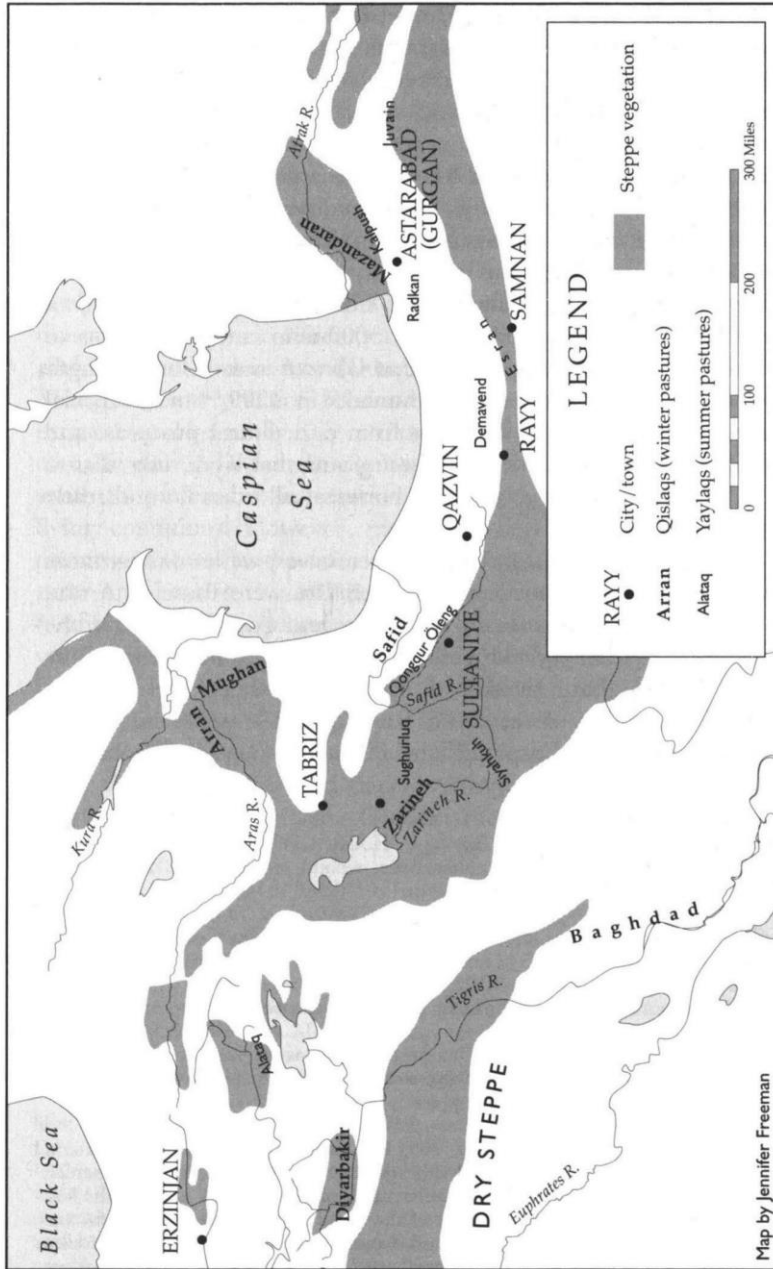 Black Sea
ERZINJAN
Alataq
Diyarbakir
DRY STEPPE
Tigris R.
Euphrates R.
Baghdad
Kura R.
Aras R.
Arran
Mughan
TABRIZ
Zarineh
Zarineh R.
Sughurluq
Siyahkuh
Safid
Safid R.
Qongqur Öleng
SULTANIYE
Caspian
Sea
QAZVIN
RAYY
Demavend
Esran
SAMNAN
Radkan
ASTARABAD
(GURGAN)
Mazandaran
Kalpush
Juvain
Atrak R.
LEGEND
RAYY
City/town
Steppe vegetation
Arran
Qislaqs (winter pastures)
Alataq
Yaylaqs (summer pastures)
0
100
200
300 Miles
Map by Jennifer Freeman